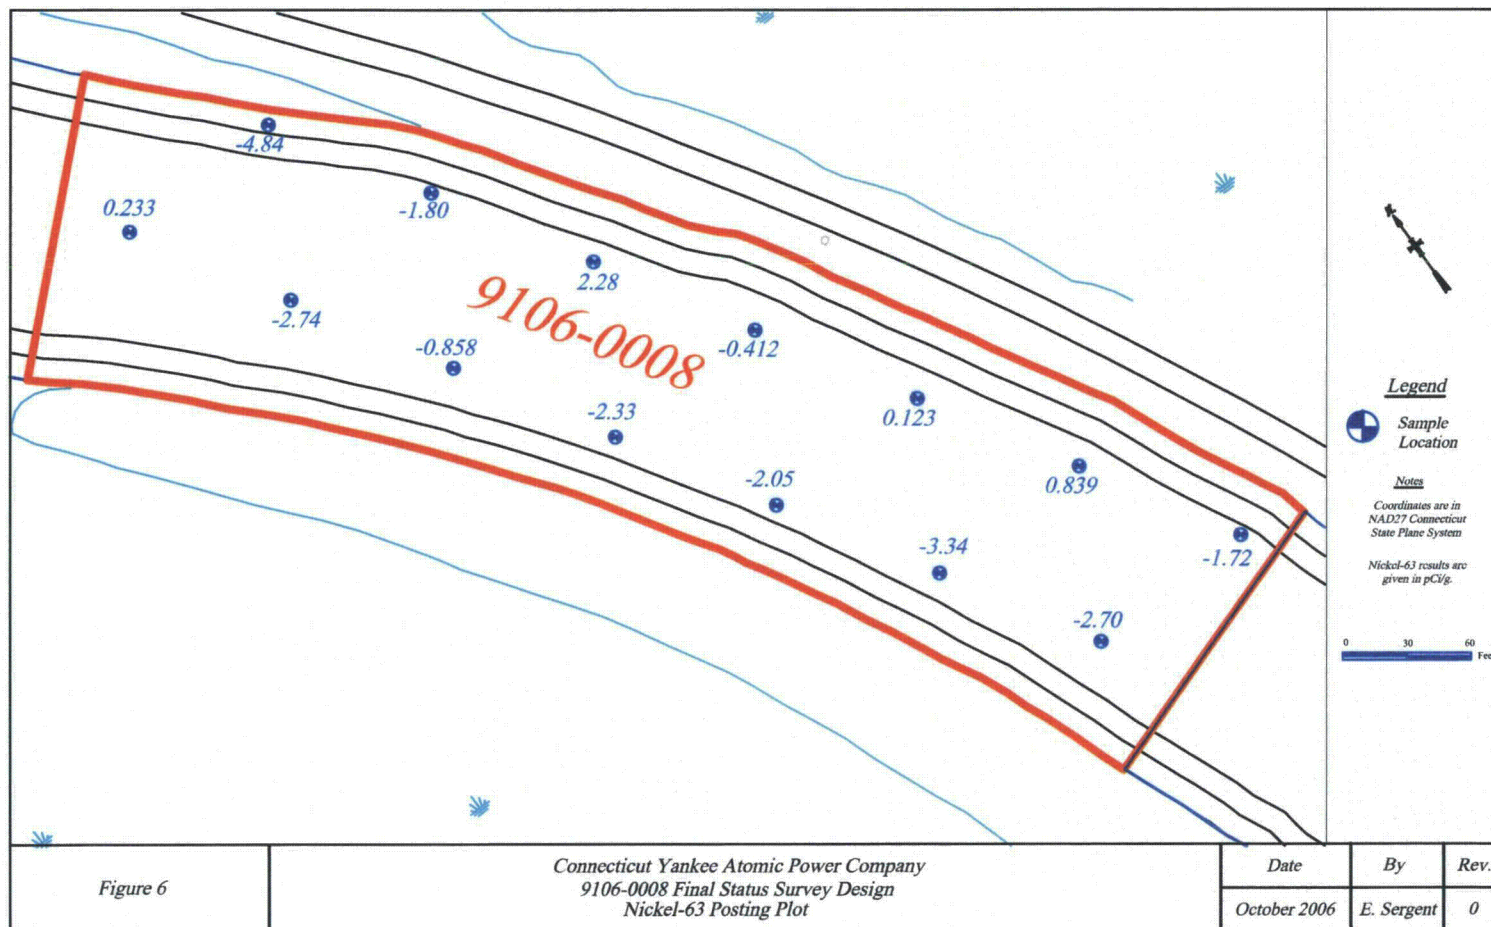 -4.84
0.233
-1.80
2.28
-2.74
9106-0008
-0.858
-0.412
-2.33
0.123
-2.05
0.839
-3.34
-1.72
-2.70
Legend
Sample
Location
Notes
Coordinates are in
NAD27 Connecticut
State Plane System
Nickel-63 results are
given in pCi/g.
0 30 60
Feet
Figure 6
Connecticut Yankee Atomic Power Company
9106-0008 Final Status Survey Design
Nickel-63 Posting Plot
Date By Rev.
October 2006 E. Sergent 0